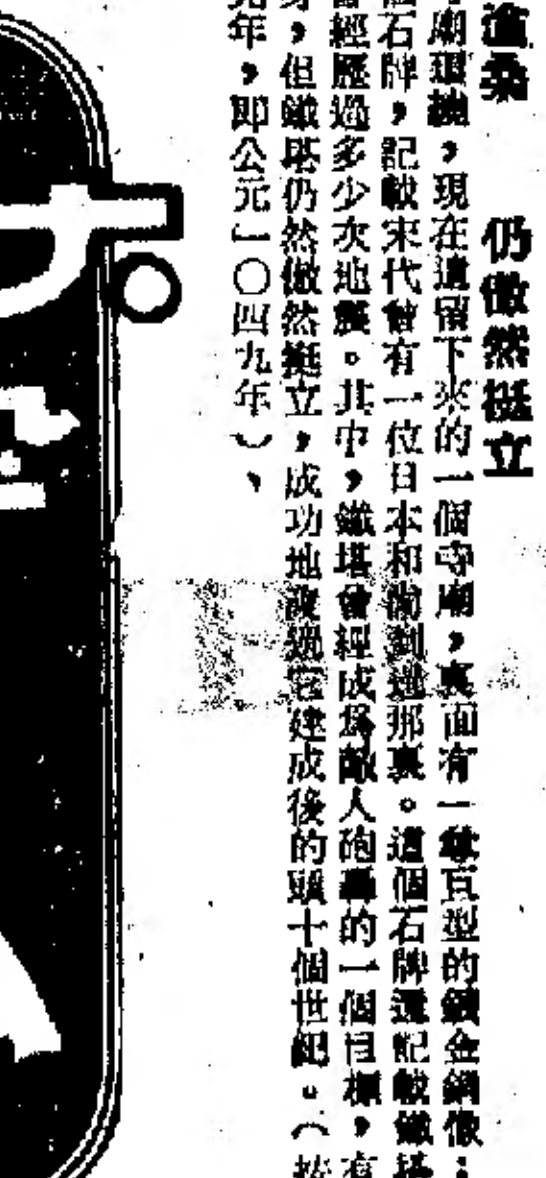 滄桑 仍傲然挺立
廟環繞，現在遺留下來的一個寺廟，裏面有一尊巨型的鍍金銅像；
石牌，記載宋代曾有一位日本和尚到過那裏。這個石牌還記載鐵塔
經歷過多少次地震。其中，鐵塔曾經成爲敵人砲轟的一個目標，有
，但鐵塔仍然傲然挺立，成功地渡過它建成後的頭十個世紀。（按
年，即公元一〇四九年）、